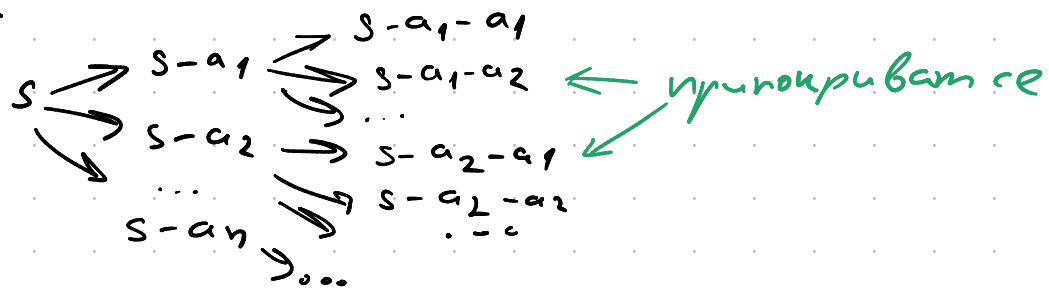 s - a1 - a1
s - a1
s - a1 - a2
припокриват се
s
...
s - a2
s - a2 - a1
...
s - a2 - a2
...
s - an
...